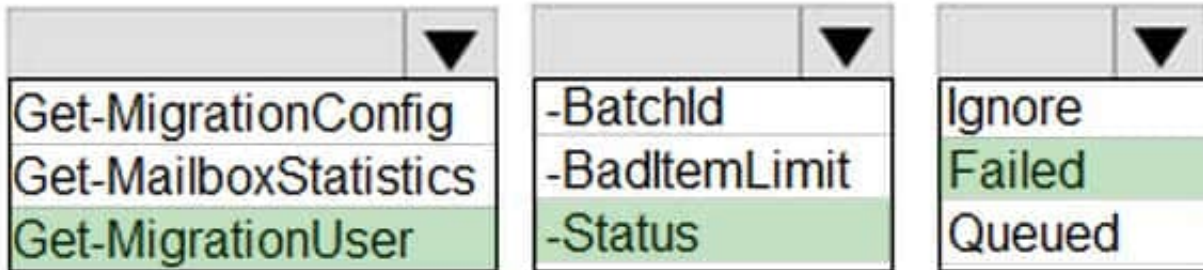 Get-MigrationConfig
Get-MailboxStatistics
Get-MigrationUser
-BatchId
-BadItemLimit
-Status
Ignore
Failed
Queued